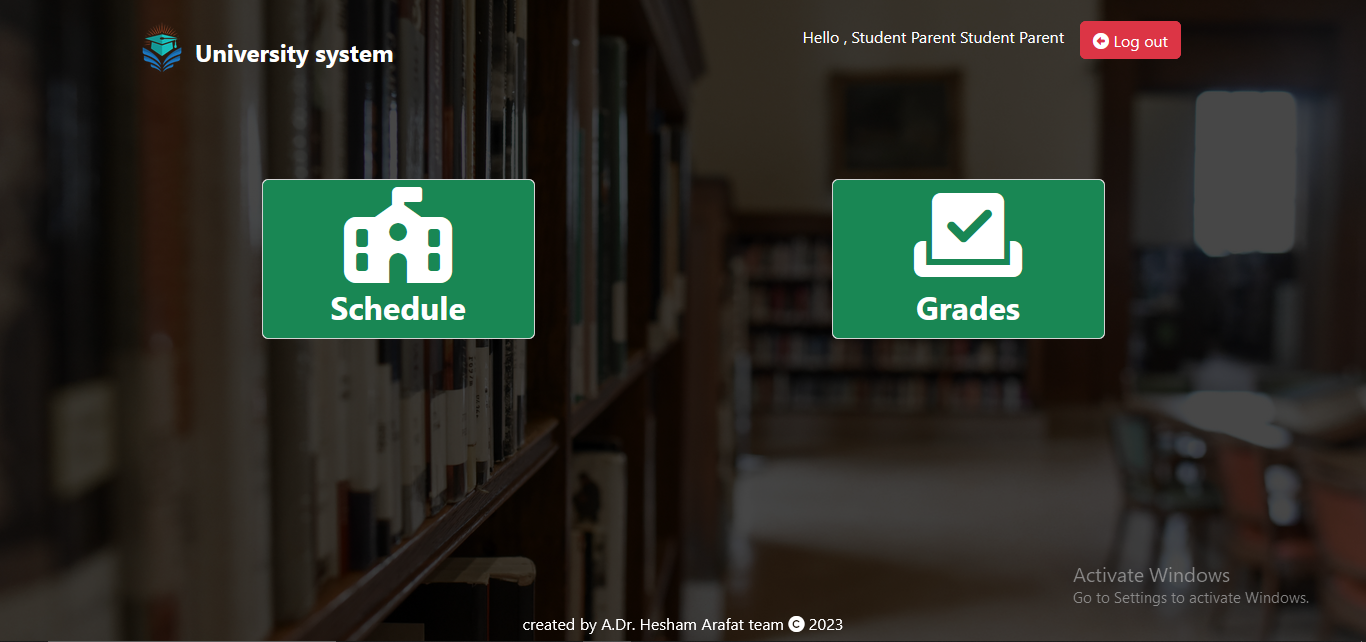 University system
Hello , Student Parent Student Parent
Log out
Schedule
Grades
Activate Windows
Go to Settings to activate Windows.
created by A.Dr. Hesham Arafat team © 2023